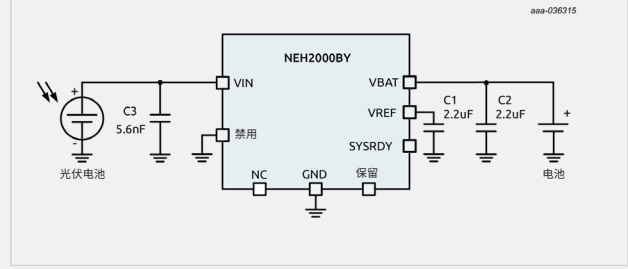 aaa-036315
NEH2000BY
VIN
VBAT
+
C3
5.6nF
-
光伏电池
禁用
VREF
C1
2.2uF
C2
2.2uF
+
SYSRDY
电池
NC
GND
保留